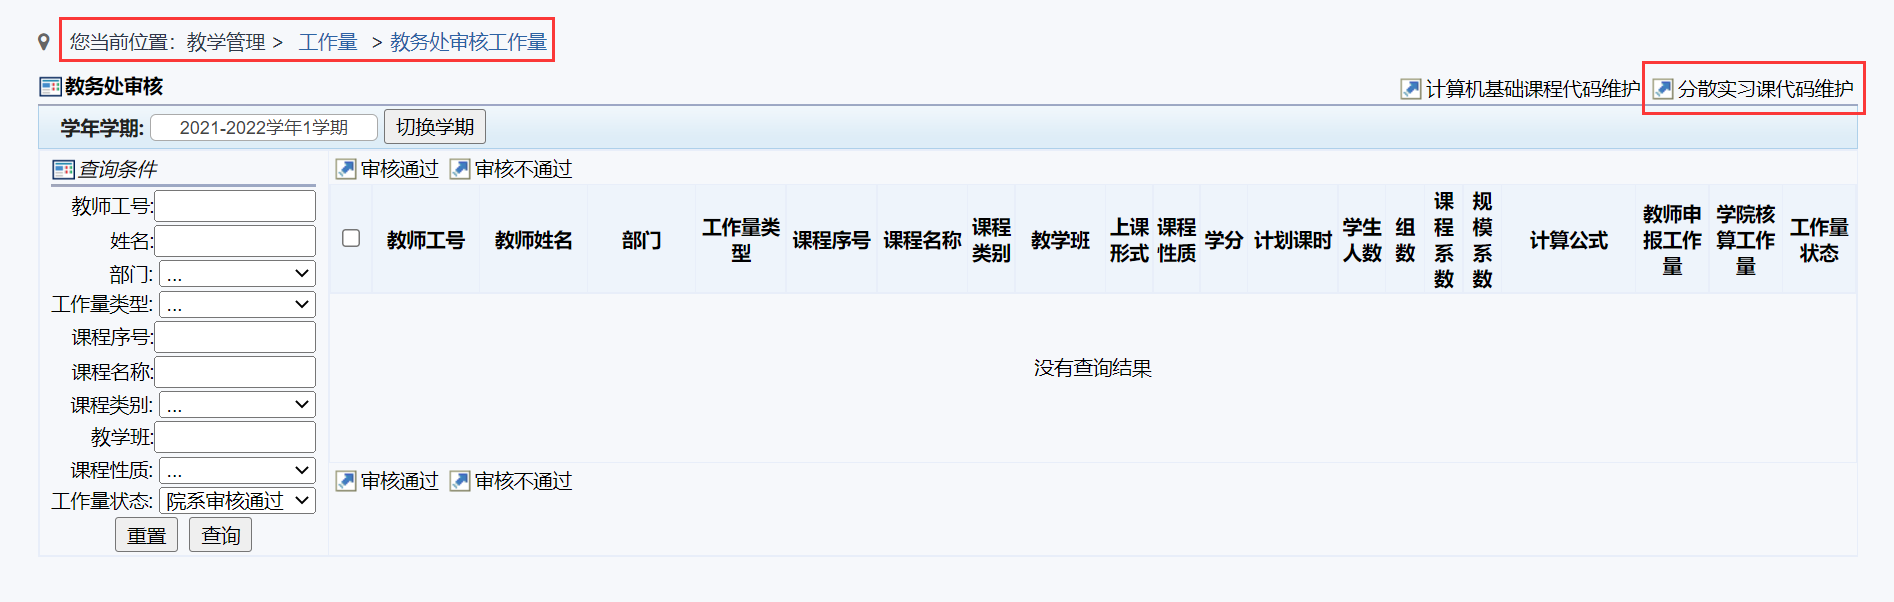 您当前位置：教学管理 > 工作量 > 教务处审核工作量
教务处审核
计算机基础课程代码维护 分散实习课代码维护
学年学期: 2021-2022学年1学期 切换学期
查询条件
教师工号:
姓名:
部门: ...
工作量类型: ...
课程序号:
课程名称:
课程类别: ...
教学班:
课程性质: ...
工作量状态: 院系审核通过
重置 查询
审核通过 审核不通过
教师工号 教师姓名 部门 工作量类型 课程序号 课程名称 课程类别 教学班 上课形式 课程性质 学分 计划课时 学生人数 组数 课程系数 规模系数 计算公式 教师申报工作量 学院核算工作量 工作量状态
没有查询结果
审核通过 审核不通过